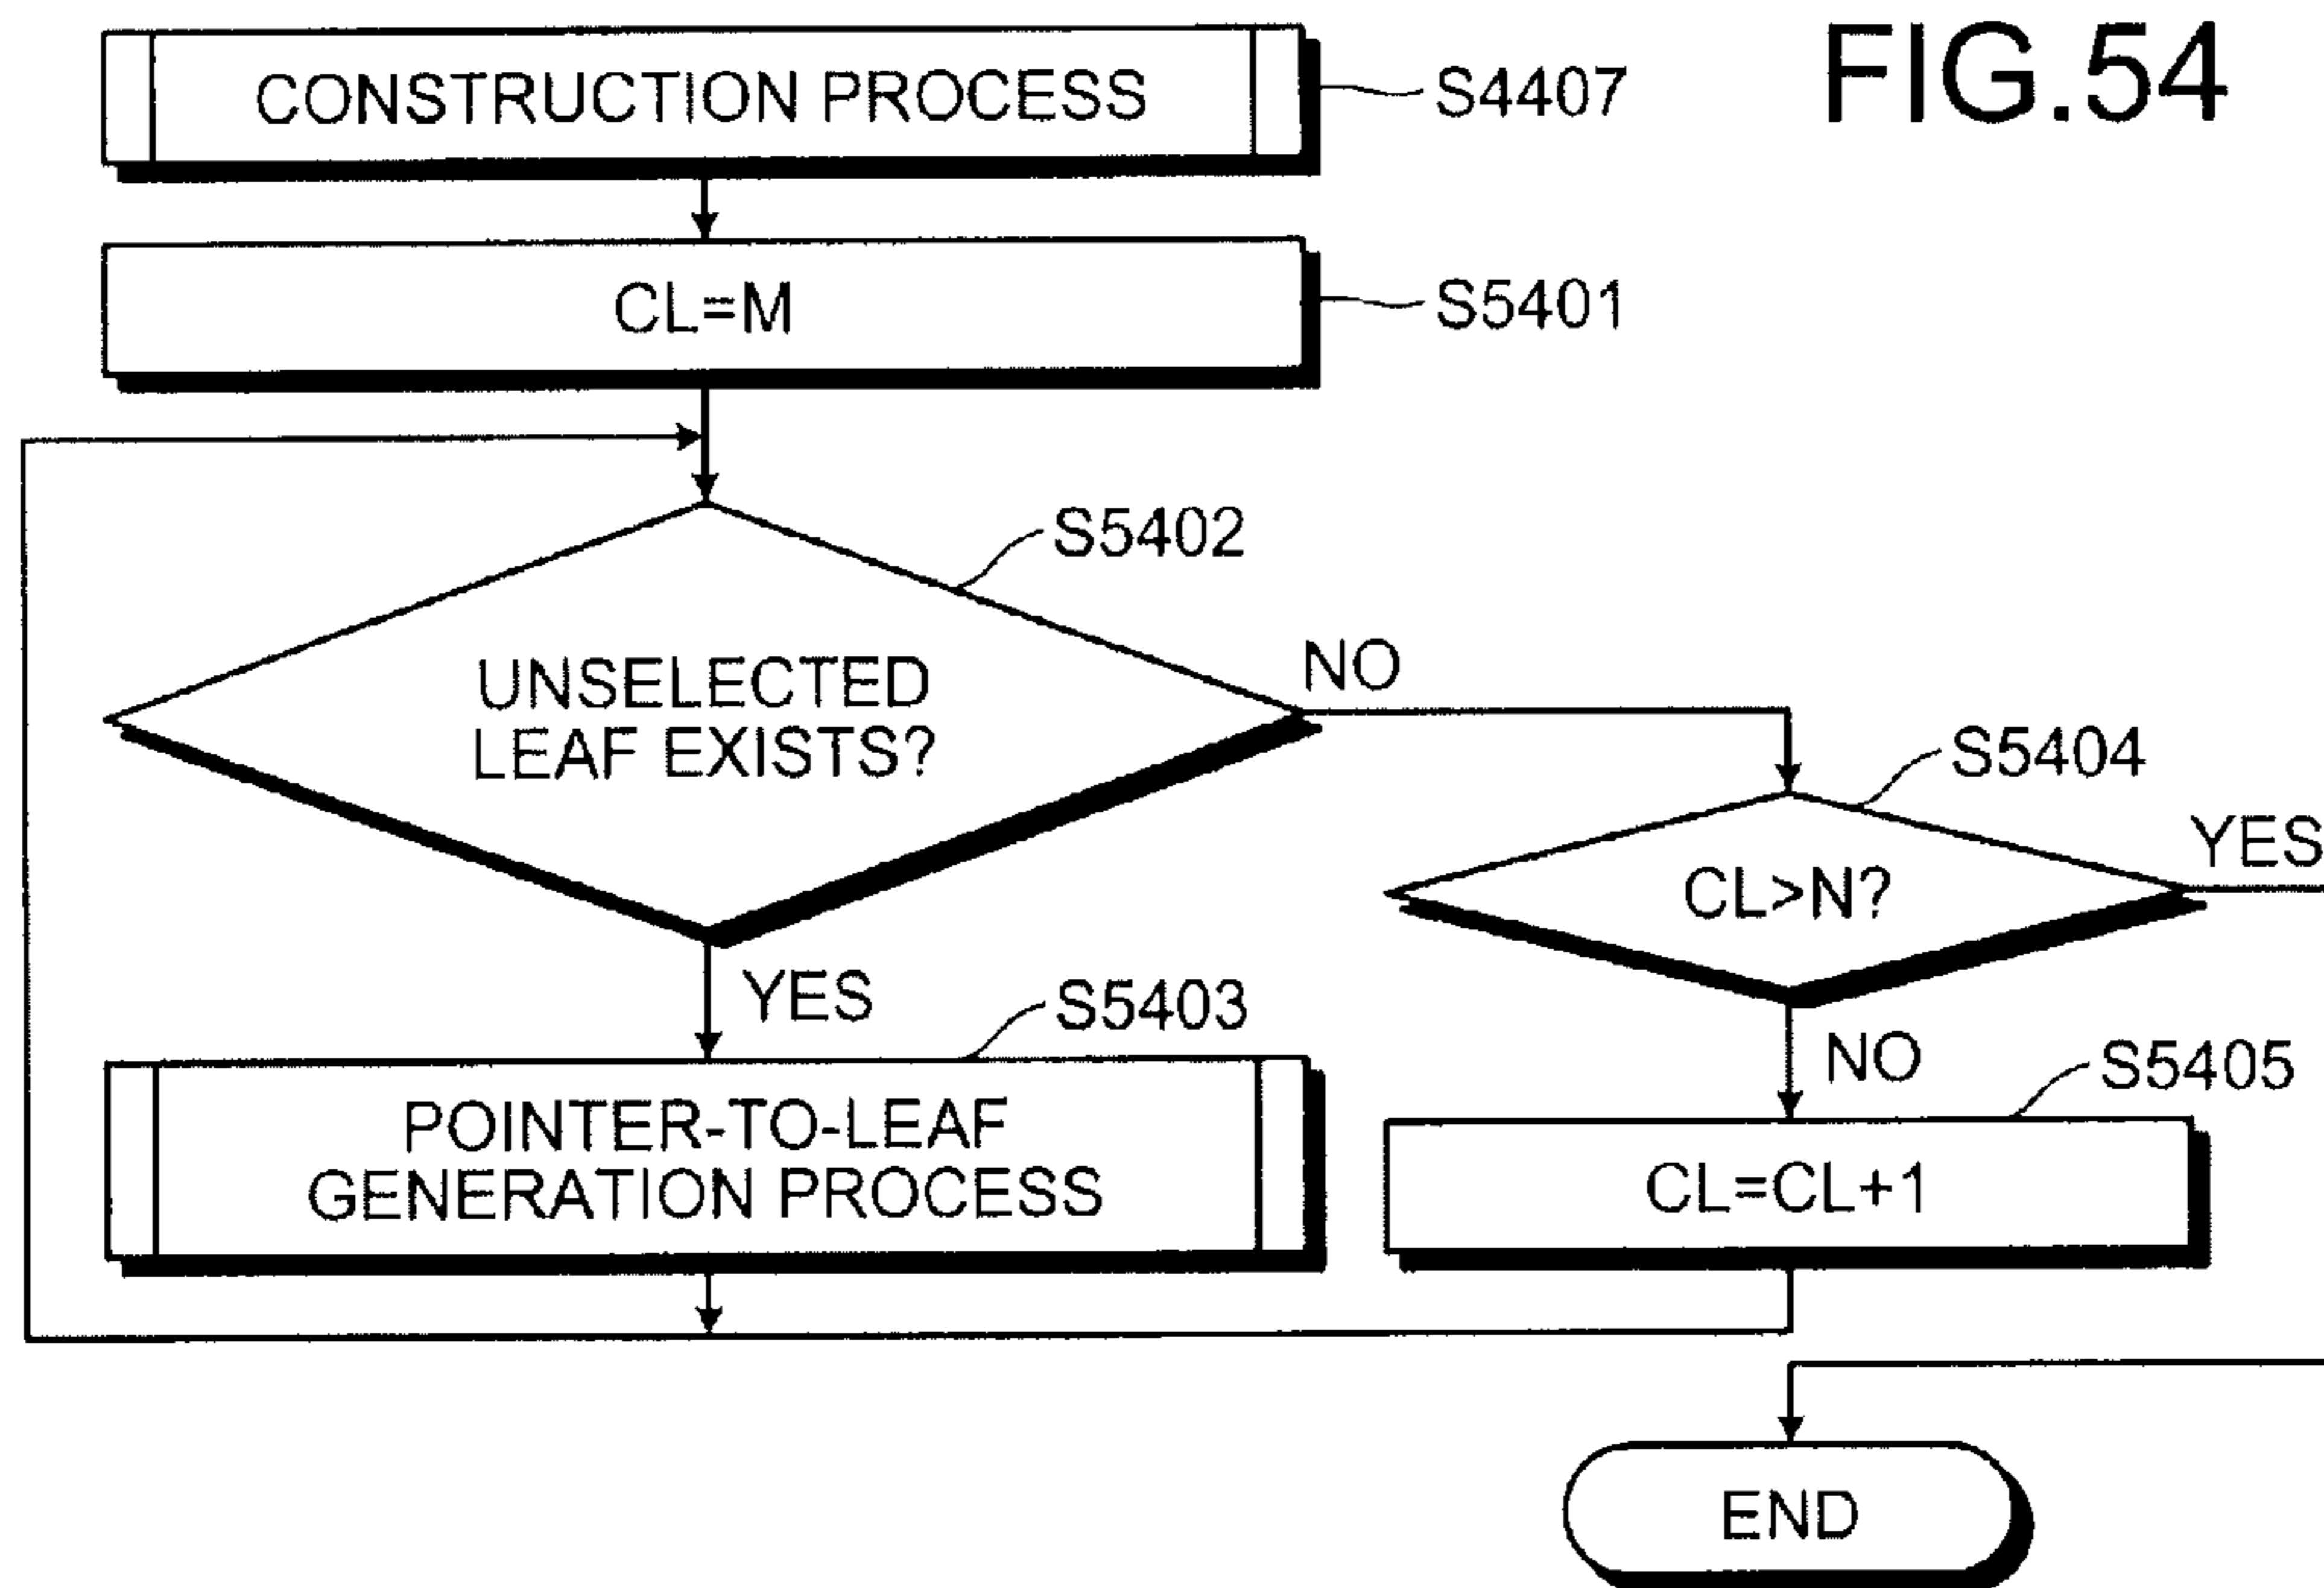 FIG.54
CONSTRUCTION PROCESS
S4407
CL=M
S5401
S5402
UNSELECTED
LEAF EXISTS?
NO
S5404
YES
CL>N?
YES
S5403
NO
S5405
POINTER-TO-LEAF
GENERATION PROCESS
CL=CL+1
END